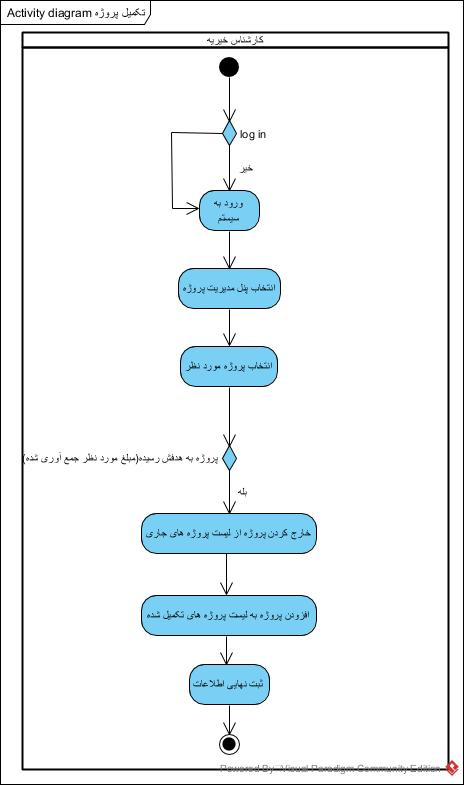 Activity diagram تکمیل پروژه
کارشناس خیریه
log in
خیر
ورود به
سیستم
انتخاب پنل مدیریت پروژه
انتخاب پروژه مورد نظر
پروژه به هدفش رسیده(مبلغ مورد نظر جمع آوری شده)
بله
خارج کردن پروژه از لیست پروژه های جاری
افزودن پروژه به لیست پروژه های تکمیل شده
ثبت نهایی اطلاعات
Powered By Visual Paradigm Community Edition